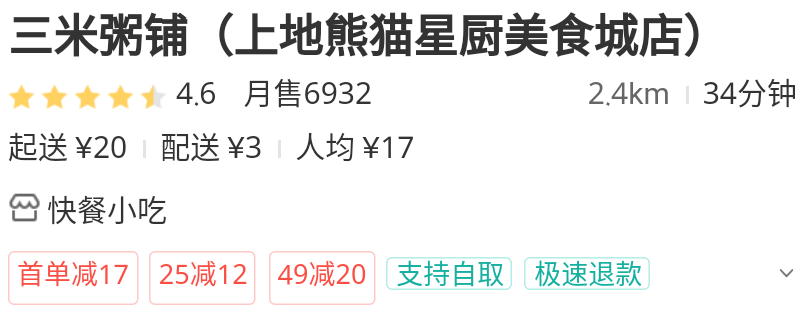 三米粥铺（上地熊猫星厨美食城店）
4.6 月售6932 2.4km 34分钟
起送 ¥20 配送 ¥3 人均 ¥17
快餐小吃
首单减17 25减12 49减20 支持自取 极速退款